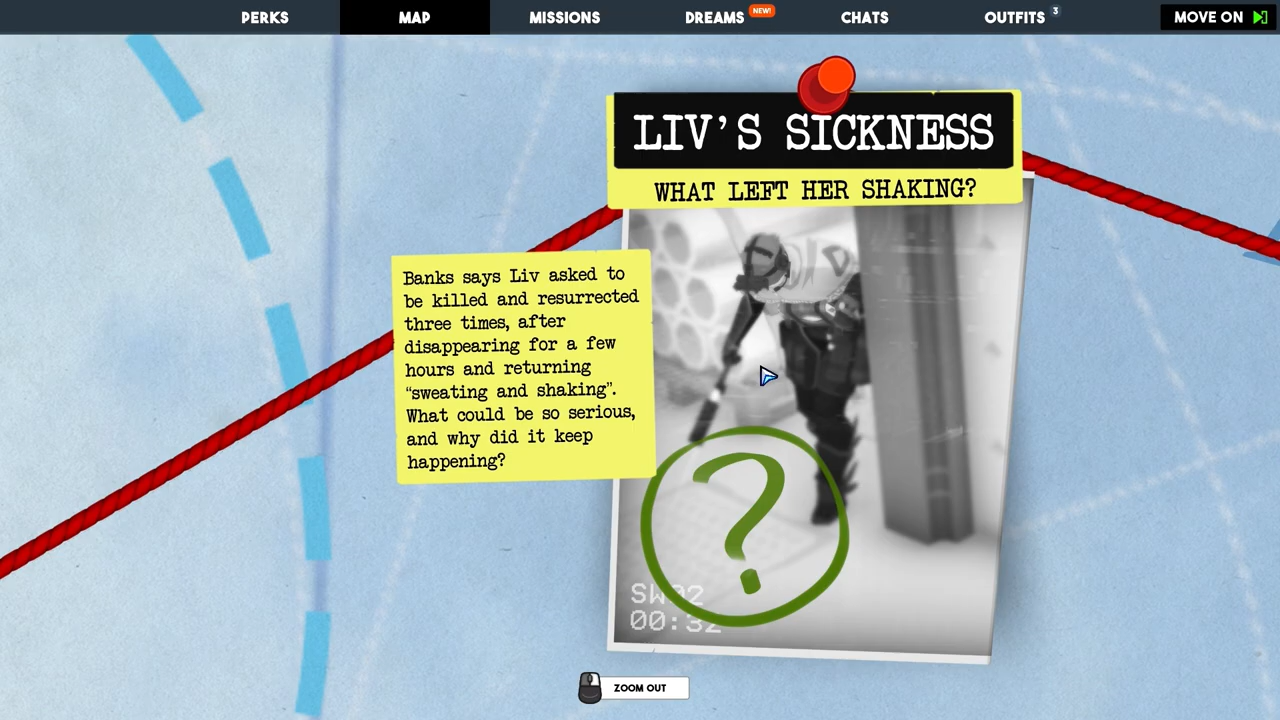 PERKS
MAP
MISSIONS
DREAMS
NEW!
CHATS
OUTFITS
3
MOVE ON
LIV'S SICKNESS
WHAT LEFT HER SHAKING?
Banks says Liv asked to
be killed and resurrected
three times, after
disappearing for a few
hours and returning
“sweating and shaking”.
What could be so serious,
and why did it keep
happening?
?
SW02
00:32
ZOOM OUT